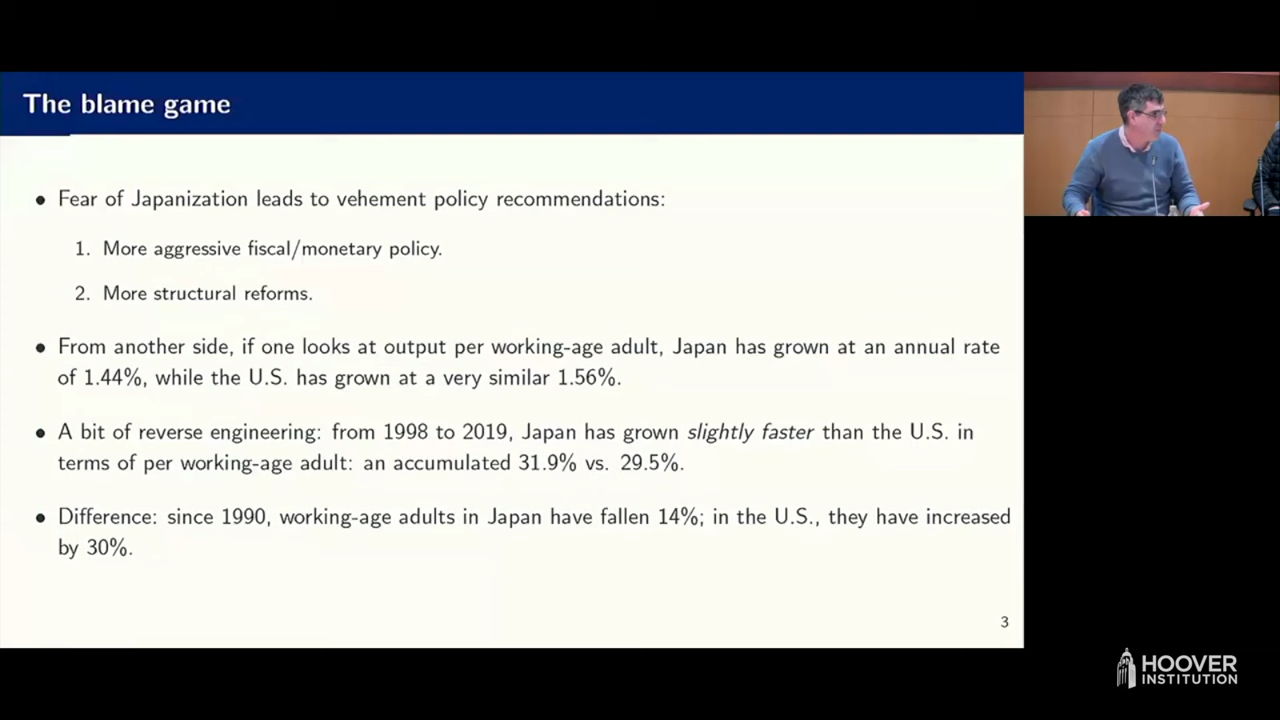 The blame game
• Fear of Japanization leads to vehement policy recommendations:
1. More aggressive fiscal/monetary policy.
2. More structural reforms.
• From another side, if one looks at output per working-age adult, Japan has grown at an annual rate
of 1.44%, while the U.S. has grown at a very similar 1.56%.
• A bit of reverse engineering: from 1998 to 2019, Japan has grown slightly faster than the U.S. in
terms of per working-age adult: an accumulated 31.9% vs. 29.5%.
• Difference: since 1990, working-age adults in Japan have fallen 14%; in the U.S., they have increased
by 30%.
3
HOOVER
INSTITUTION